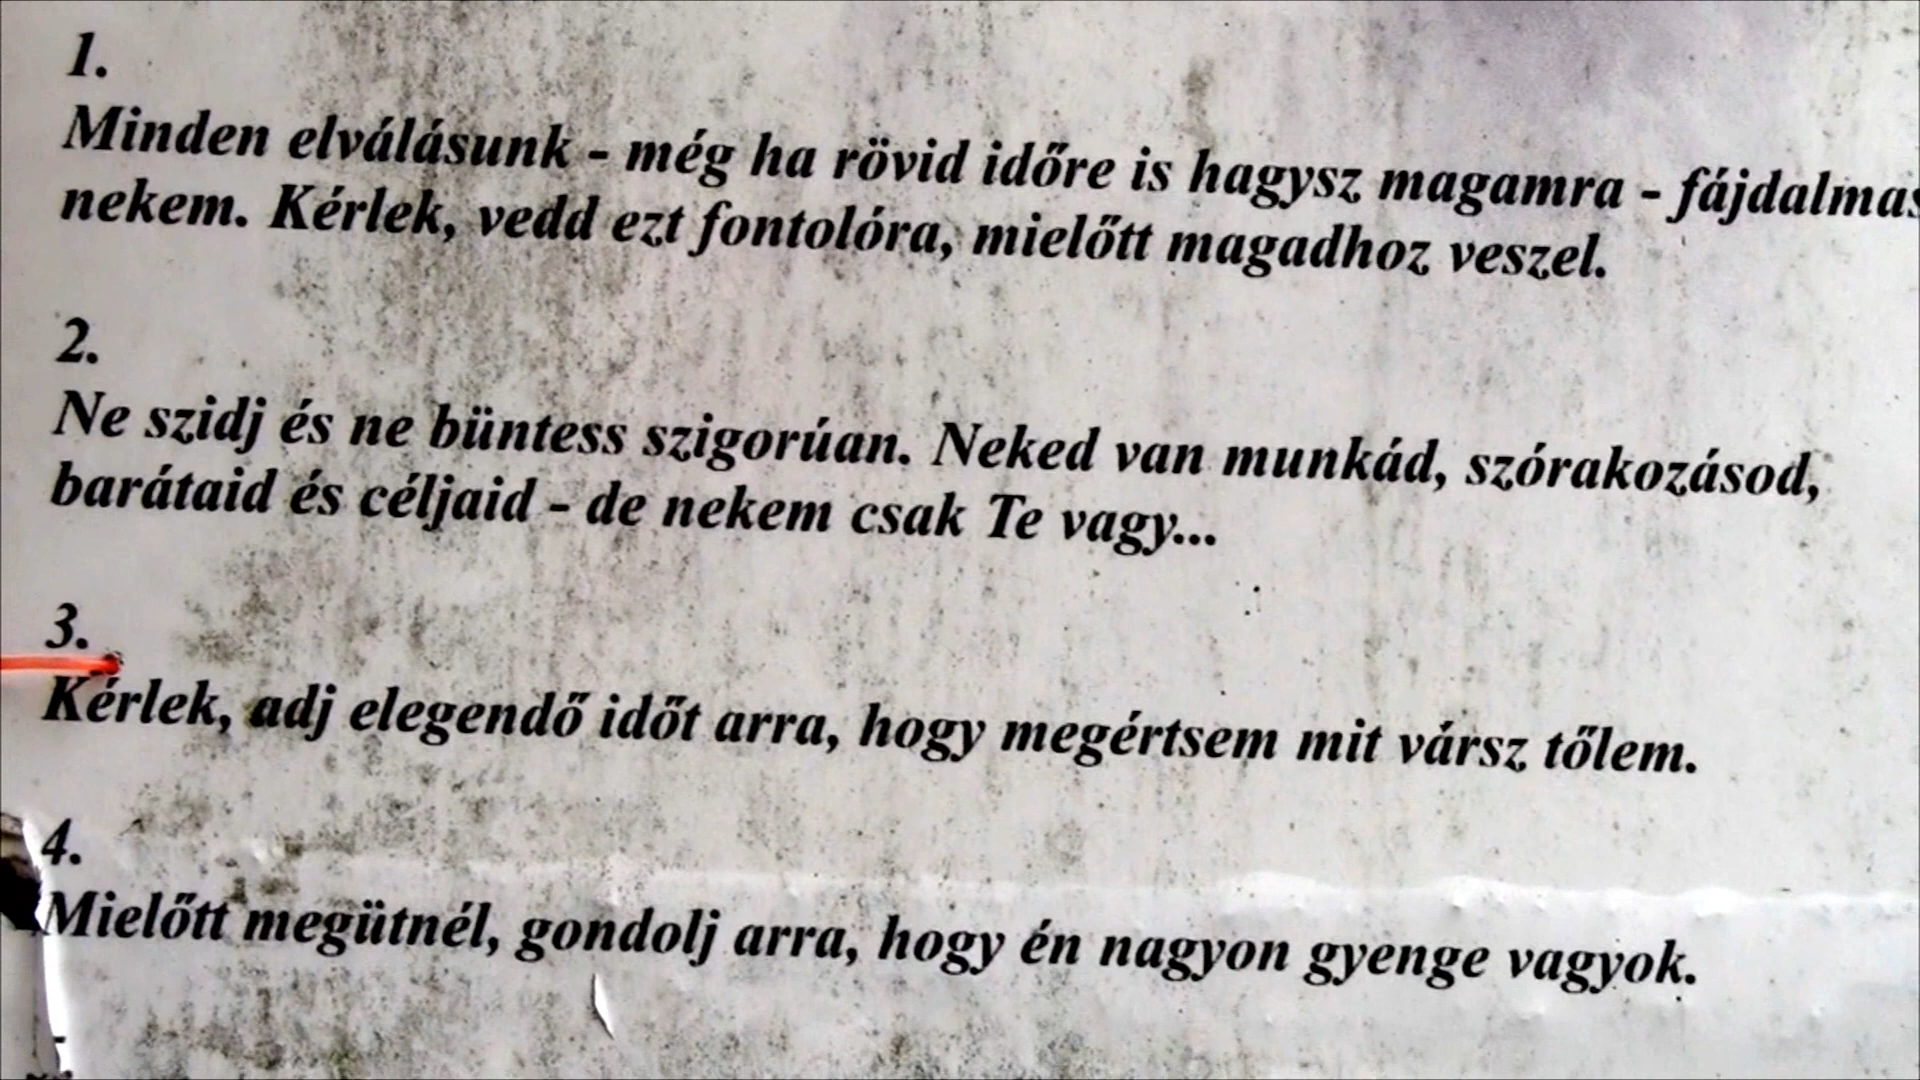 1.
Minden elválásunk - még ha rövid időre is hagysz magamra - fájdalmas
nekem. Kérlek, vedd ezt fontolóra, mielőtt magadhoz veszel.
2.
Ne szidj és ne büntess szigorúan. Neked van munkád, szórakozásod,
barátaid és céljaid - de nekem csak Te vagy...
3.
Kérlek, adj elegendő időt arra, hogy megértsem mit vársz tőlem.
4.
Mielőtt megütnél, gondolj arra, hogy én nagyon gyenge vagyok.